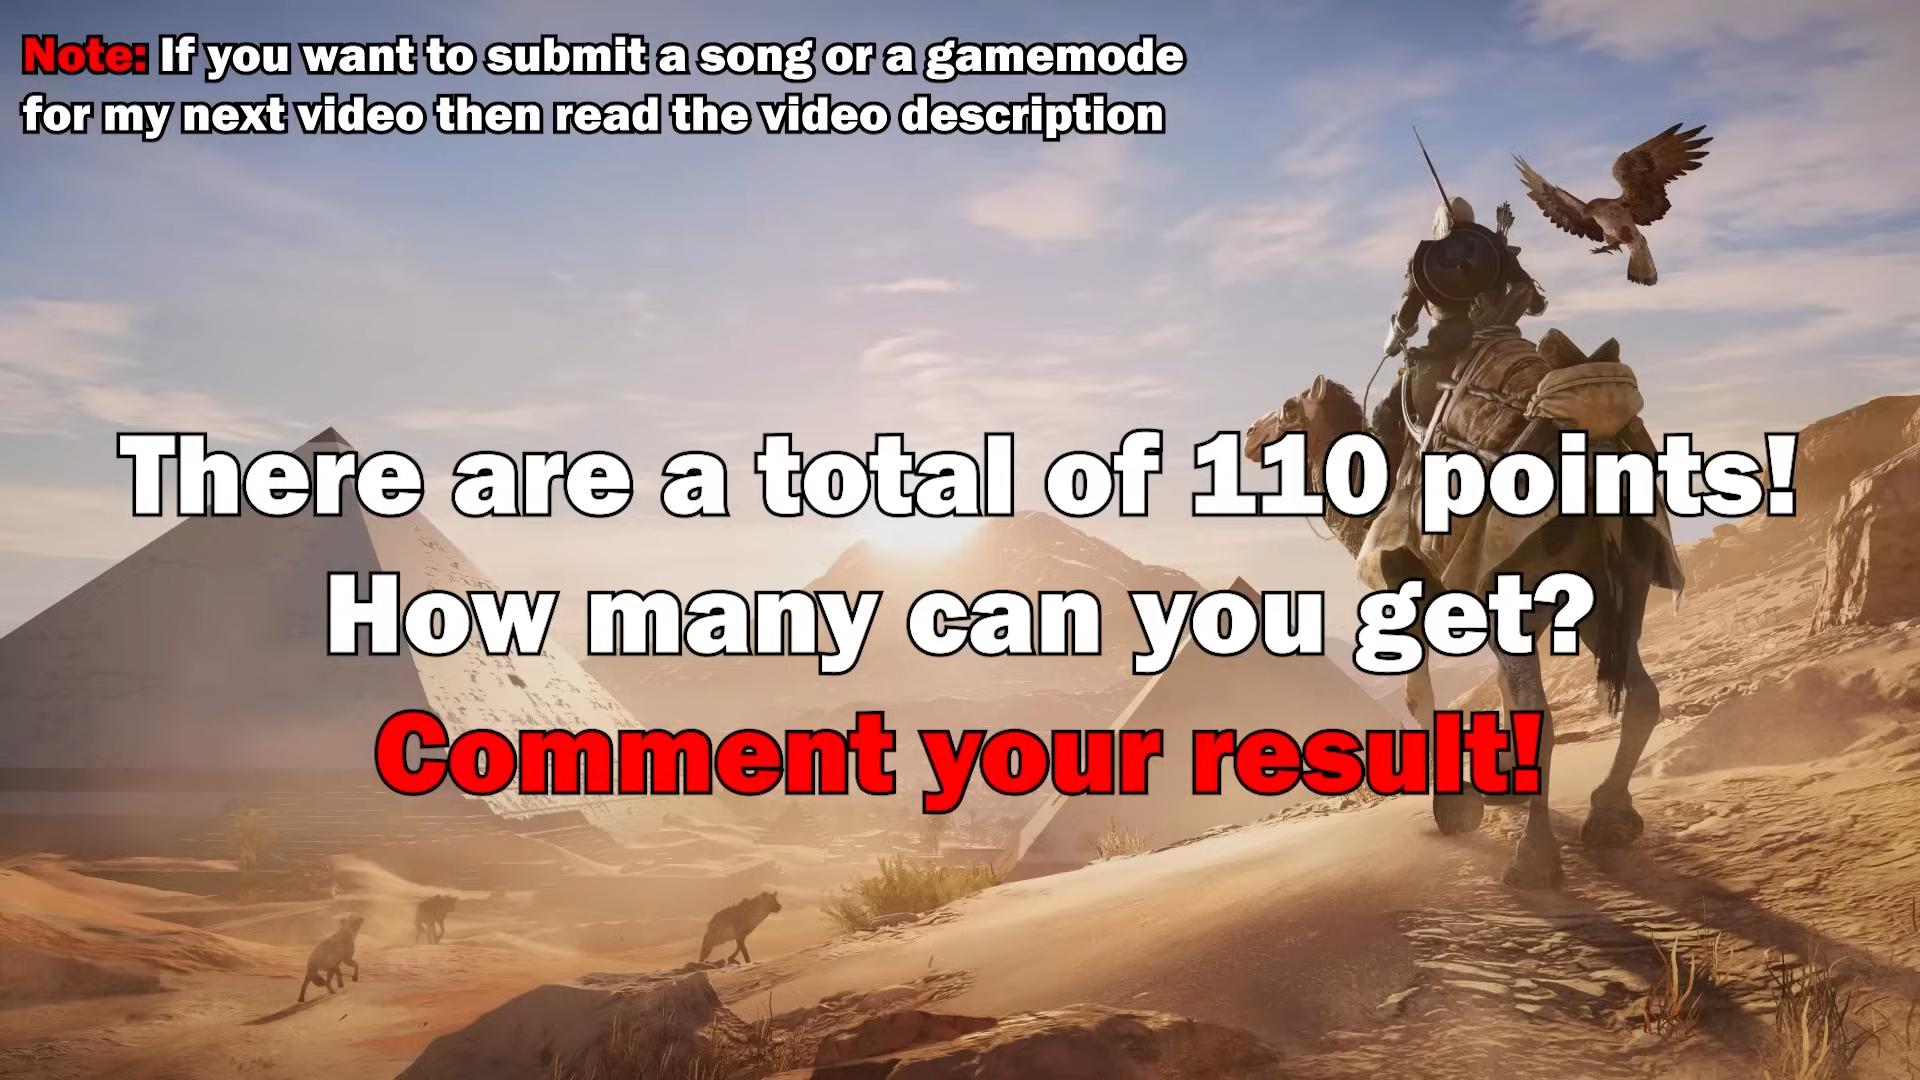 Note: If you want to submit a song or a gamemode
for my next video then read the video description
There are a total of 110 points!
How many can you get?
Comment your result!